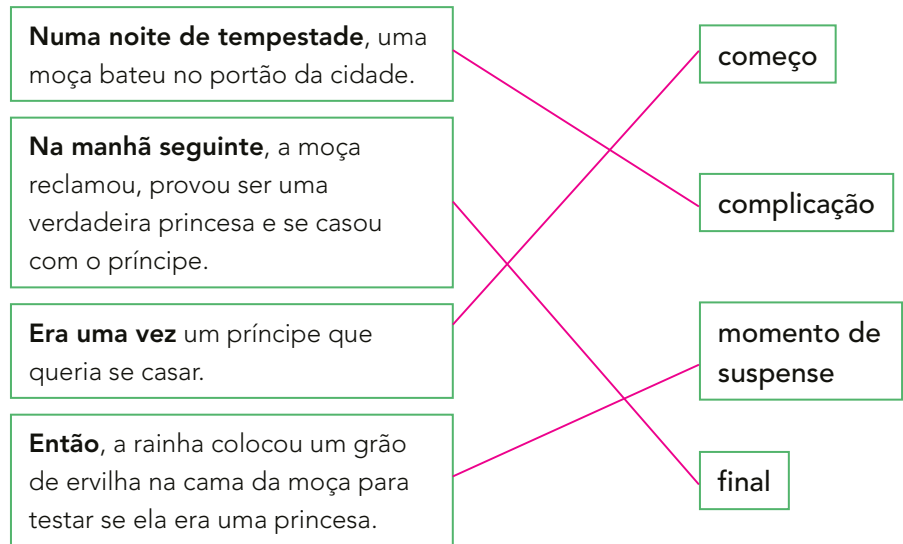 Numa noite de tempestade, uma
moça bateu no portão da cidade.
Na manhã seguinte, a moça
reclamou, provou ser uma
verdadeira princesa e se casou
com o príncipe.
Era uma vez um príncipe que
queria se casar.
Então, a rainha colocou um grão
de ervilha na cama da moça para
testar se ela era uma princesa.
começo
complicação
momento de
suspense
final